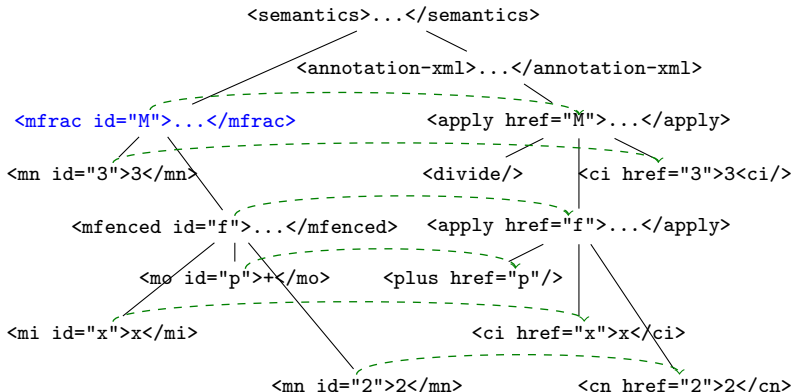 <semantics>...</semantics>
<annotation-xml>...</annotation-xml>
<mfrac id="M">...</mfrac> <apply href="M">...</apply>
<mn id="3">3</mn> <divide/> <ci href="3">3<ci/>
<mfenced id="f">...</mfenced> <apply href="f">...</apply>
<mo id="p">+</mo> <plus href="p"/>
<mi id="x">x</mi> <ci href="x">x</ci>
<mn id="2">2</mn> <cn href="2">2</cn>